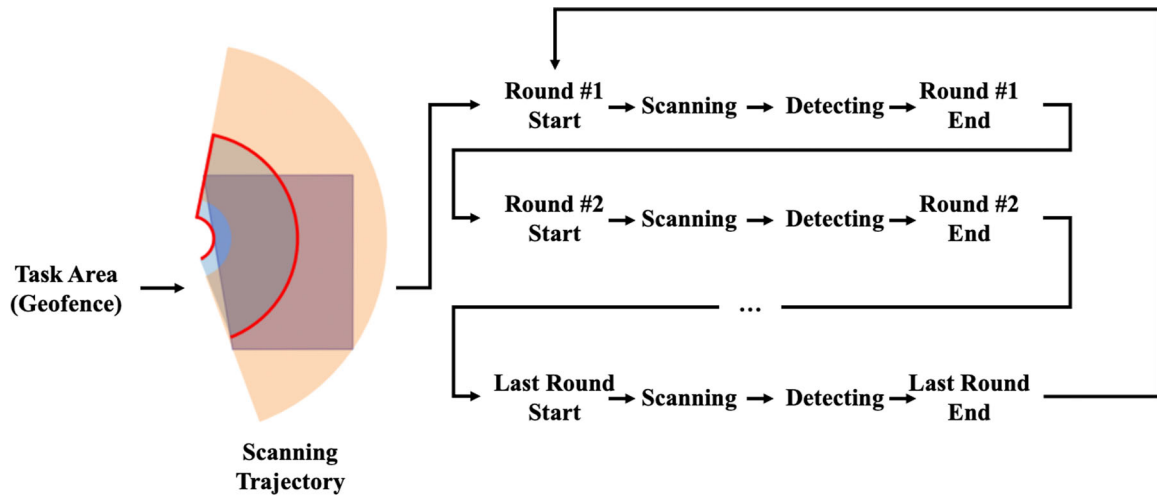 Task Area
(Geofence)
Scanning
Trajectory
Round #1
Start
Scanning
Detecting
Round #1
End
Round #2
Start
Scanning
Detecting
Round #2
End
...
Last Round
Start
Scanning
Detecting
Last Round
End